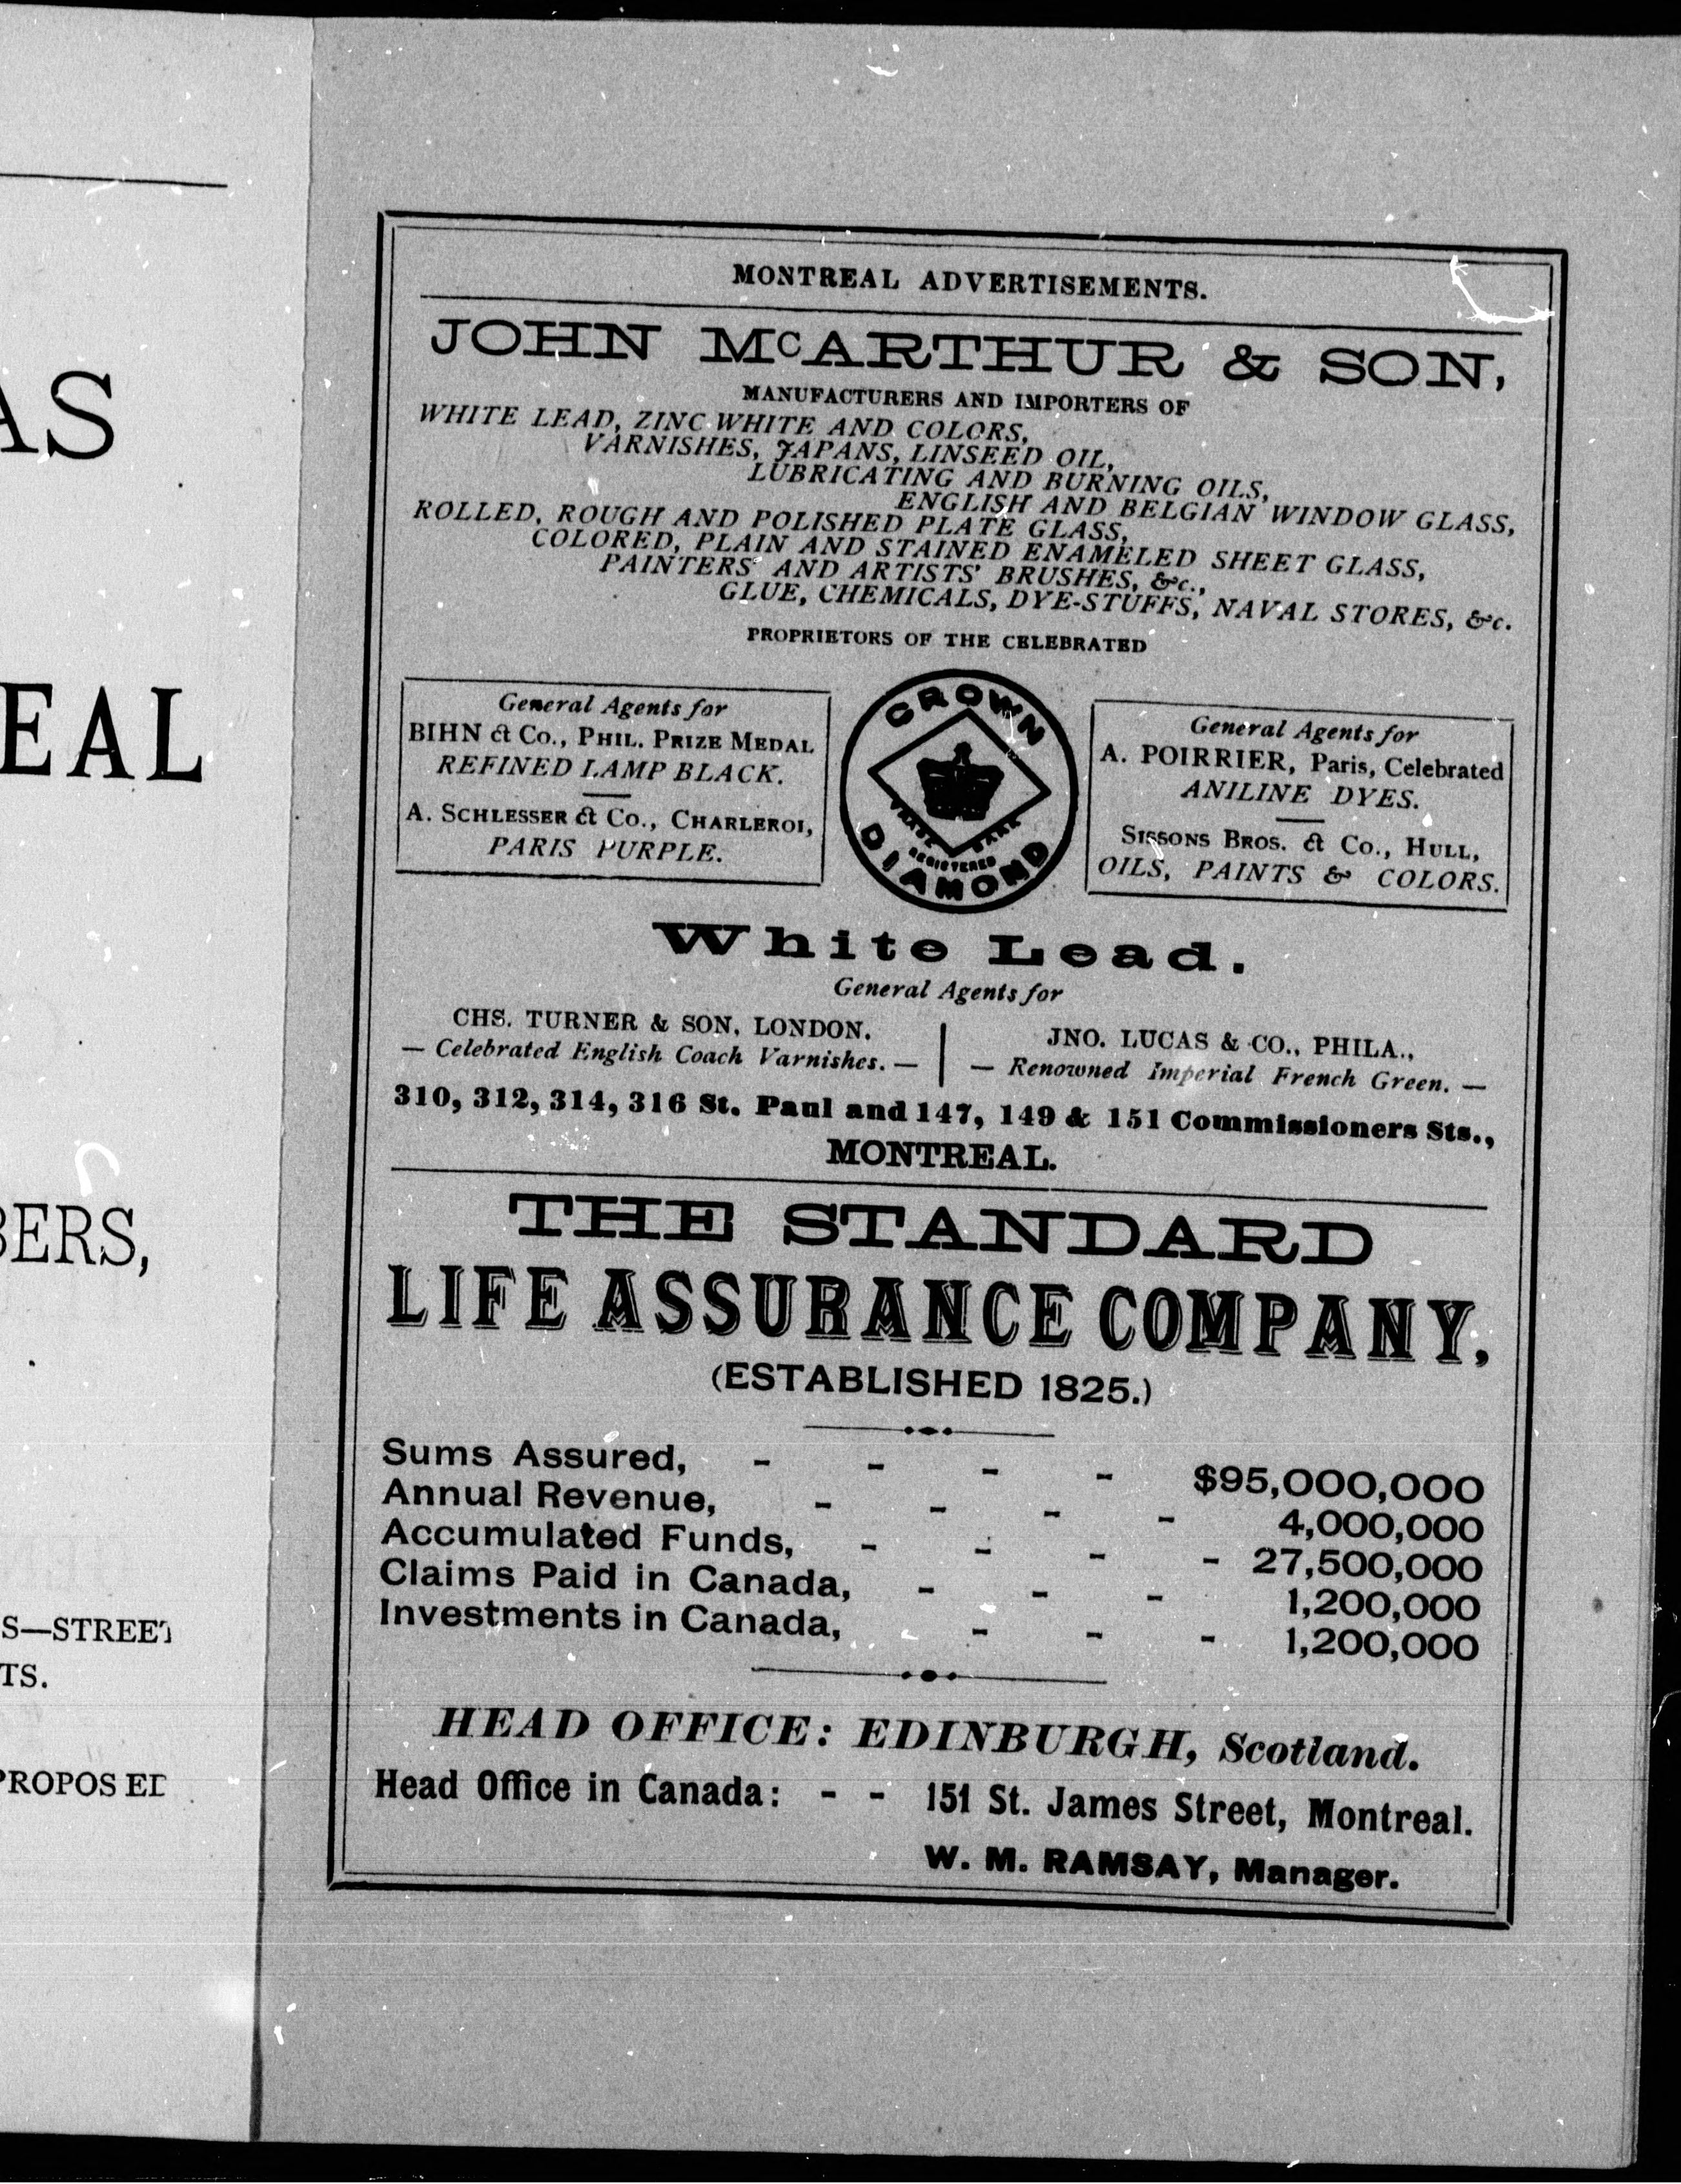 AS
EAL
BERS,
S—STREET
TS.
PROPOSED
MONTREAL ADVERTISEMENTS.
JOHN McARTHUR & SON,
MANUFACTURERS AND IMPORTERS OF
WHITE LEAD, ZINC WHITE AND COLORS,
VARNISHES, JAPANS, LINSEED OIL,
LUBRICATING AND BURNING OILS,
ENGLISH AND BELGIAN WINDOW GLASS,
ROLLED, ROUGH AND POLISHED PLATE GLASS,
COLORED, PLAIN AND STAINED ENAMELED SHEET GLASS,
PAINTERS' AND ARTISTS' BRUSHES, &c.,
GLUE, CHEMICALS, DYE-STUFFS, NAVAL STORES, &c.
PROPRIETORS OF THE CELEBRATED
General Agents for
BIHN & Co., PHIL. PRIZE MEDAL
REFINED LAMP BLACK.
A. SCHLESSER & Co., CHARLEROI,
PARIS PURPLE.
CROWN
TRADE MARK
REGISTERED
DIAMOND
General Agents for
A. POIRRIER, Paris, Celebrated
ANILINE DYES.
SISSONS BROS. & Co., HULL,
OILS, PAINTS & COLORS.
White Lead.
General Agents for
CHS. TURNER & SON, LONDON.
— Celebrated English Coach Varnishes. —
JNO. LUCAS & CO., PHILA.,
— Renowned Imperial French Green. —
310, 312, 314, 316 St. Paul and 147, 149 & 151 Commissioners Sts.,
MONTREAL.
THE STANDARD
LIFE ASSURANCE COMPANY,
(ESTABLISHED 1825.)
Sums Assured, - - - - $95,000,000
Annual Revenue, - - - - 4,000,000
Accumulated Funds, - - - - 27,500,000
Claims Paid in Canada, - - - 1,200,000
Investments in Canada, - - - 1,200,000
HEAD OFFICE: EDINBURGH, Scotland.
Head Office in Canada: - - 151 St. James Street, Montreal.
W. M. RAMSAY, Manager.